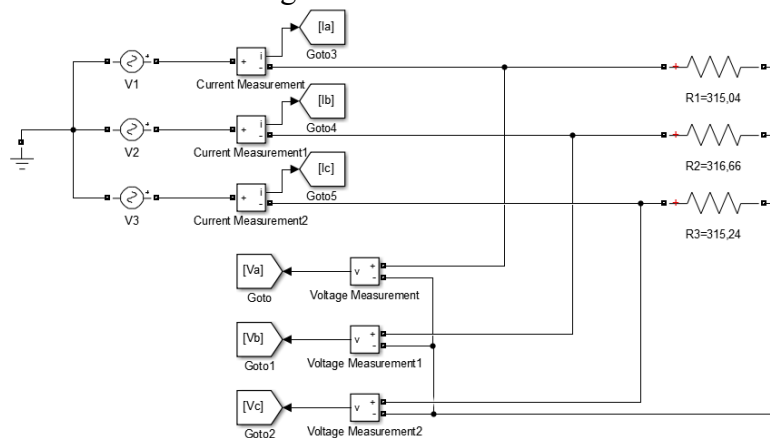 [Ia]
Goto3
+
i
-
V1
Current Measurement
R1=315,04
[Ib]
Goto4
+
i
-
V2
Current Measurement1
R2=316,66
[Ic]
Goto5
+
i
-
V3
Current Measurement2
R3=315,24
[Va]
v
+
-
Goto
Voltage Measurement
[Vb]
v
+
-
Goto1
Voltage Measurement1
[Vc]
v
+
-
Goto2
Voltage Measurement2